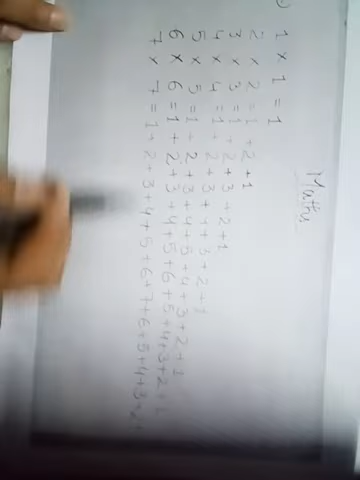 Maths
1 × 1 = 1
2 × 2 = 1 + 2 + 1
3 × 3 = 1 + 2 + 3 + 2 + 1
4 × 4 = 1 + 2 + 3 + 4 + 3 + 2 + 1
5 × 5 = 1 + 2 + 3 + 4 + 5 + 4 + 3 + 2 + 1
6 × 6 = 1 + 2 + 3 + 4 + 5 + 6 + 5 + 4 + 3 + 2 + 1
7 × 7 = 1 + 2 + 3 + 4 + 5 + 6 + 7 + 6 + 5 + 4 + 3 + 2 +